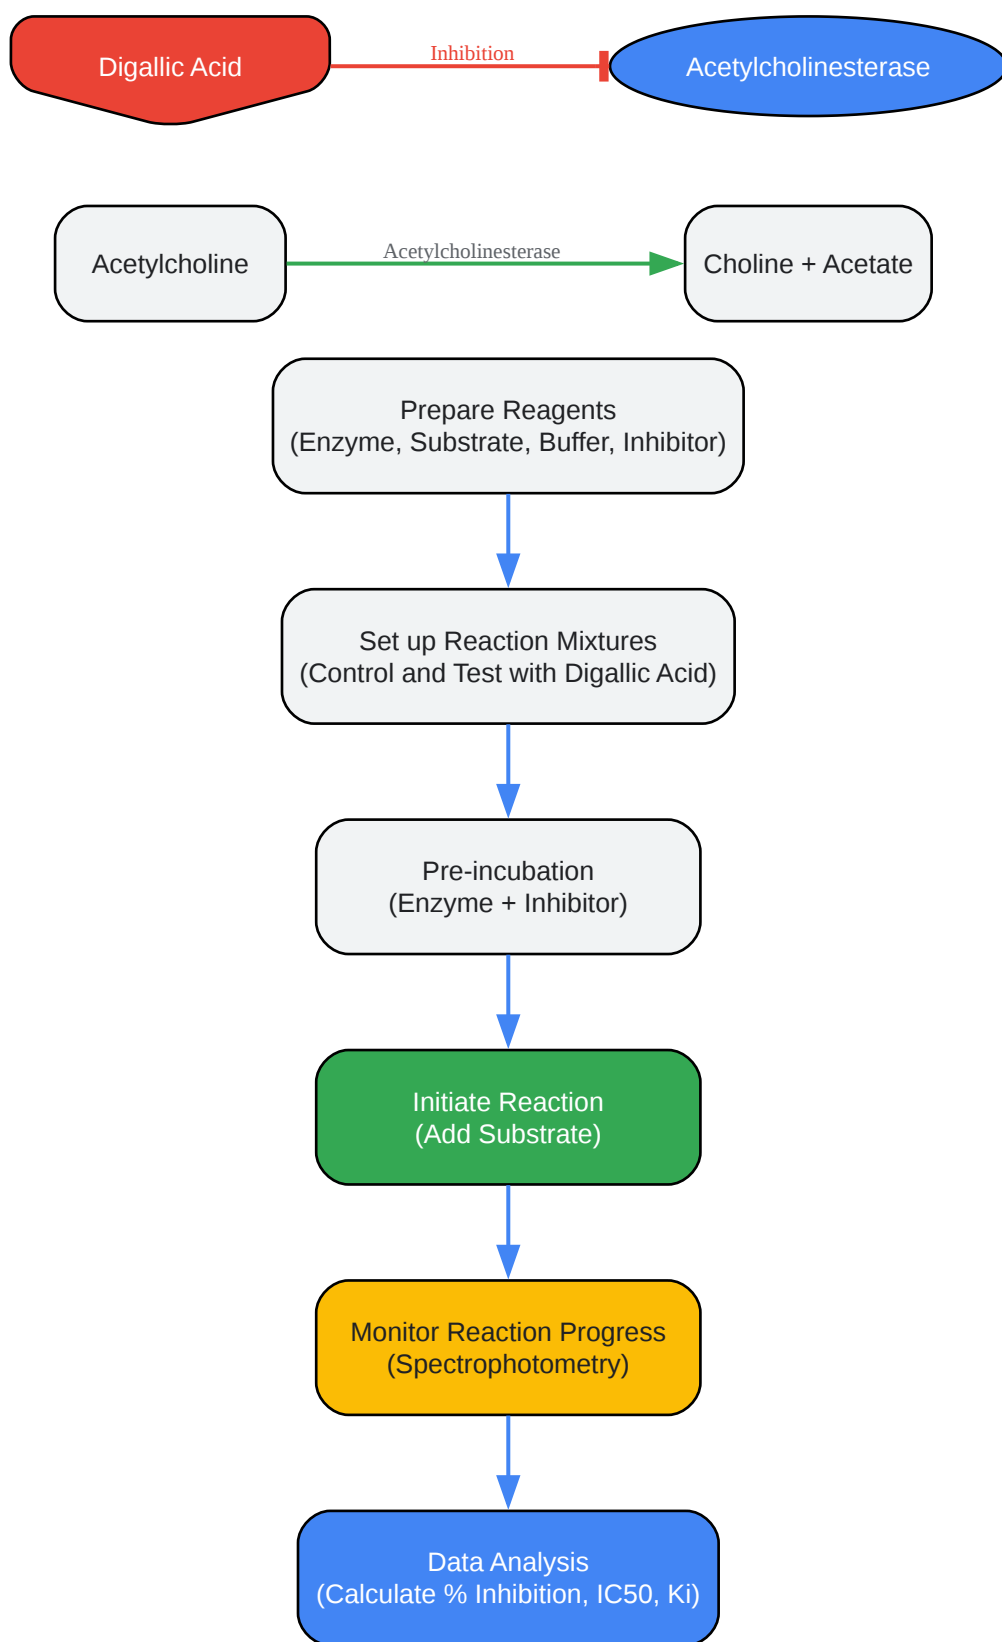 Digallic Acid
Inhibition
Acetylcholinesterase
Acetylcholine
Acetylcholinesterase
Choline + Acetate
Prepare Reagents
(Enzyme, Substrate, Buffer, Inhibitor)
Set up Reaction Mixtures
(Control and Test with Digallic Acid)
Pre-incubation
(Enzyme + Inhibitor)
Initiate Reaction
(Add Substrate)
Monitor Reaction Progress
(Spectrophotometry)
Data Analysis
(Calculate % Inhibition, IC50, Ki)